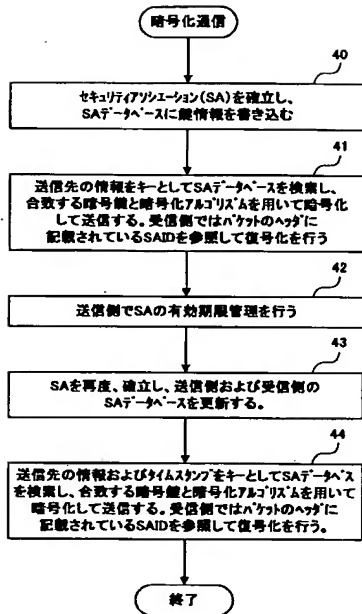 暗号化通信
40
セキュリティアソシエーション(SA)を確立し、
SAデータベースに鍵情報を書き込む
41
送信先の情報をキーとしてSAデータベースを検索し、
合致する暗号鍵と暗号化アルゴリズムを用いて暗号化
して送信する。受信側ではパケットのヘッダに
記載されているSAIDを参照して復号化を行う
42
送信側でSAの有効期限管理を行う
43
SAを再度、確立し、送信側および受信側の
SAデータベースを更新する。
44
送信先の情報およびタイムスタンプをキーとしてSAデータベス
を検索し、合致する暗号鍵と暗号化アルゴリズムを用いて
暗号化して送信する。受信側ではパケットのヘッダに
記載されているSAIDを参照して復号化を行う。
終了